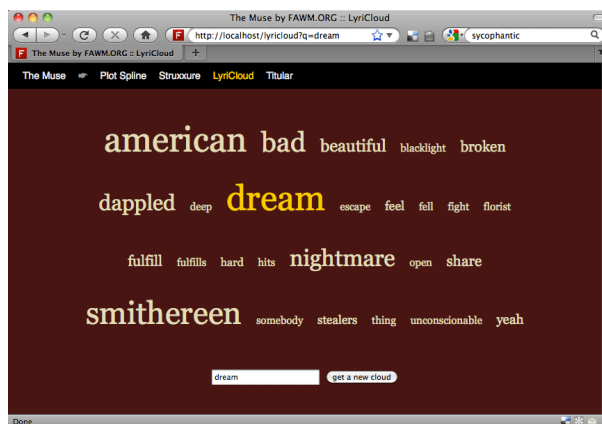 The Muse by FAWM.ORG :: LyriCloud
http://localhost/lyricloud?q=dream
sycophantic
The Muse by FAWM.ORG :: LyriCloud
The Muse Plot Spline Struxxure LyriCloud Titular
american bad beautiful blacklight broken
dappled deep dream escape feel fell fight florist
fulfill fulfills hard hits nightmare open share
smithereen somebody stealers thing unconscionable yeah
dream get a new cloud
Done